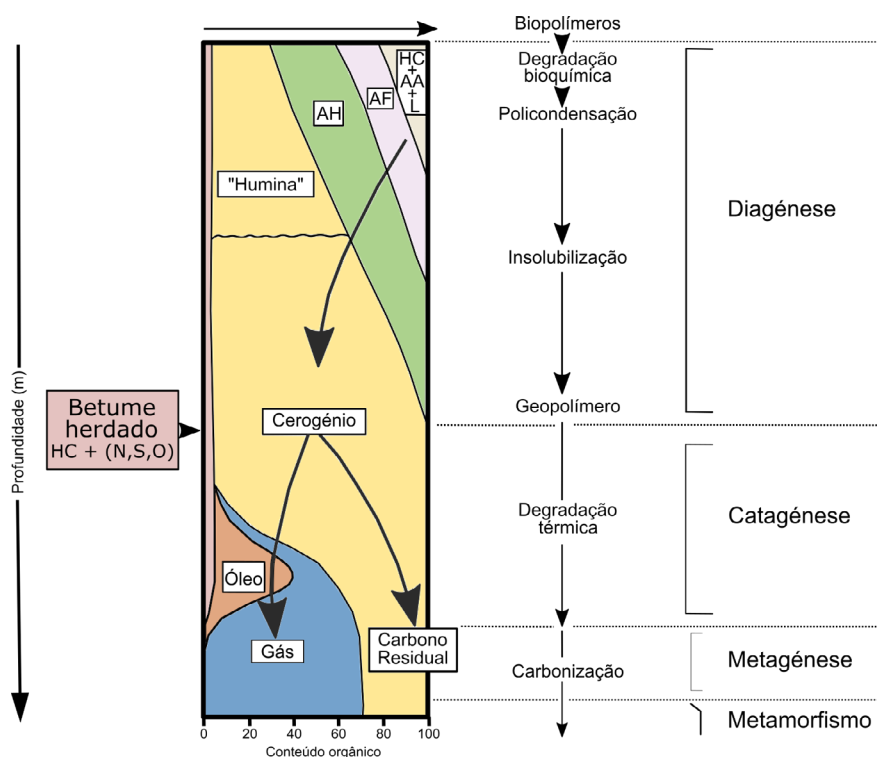 Biopolímeros
Degradação
bioquímica
Policondensação
Insolubilização
Geopolímero
Degradação
térmica
Carbonização
Diagénese
Catagénese
Metagénese
Metamorfismo
HC
+
AA
+
L
AF
AH
"Humina"
Cerogénio
Betume
herdado
HC + (N,S,O)
Óleo
Gás
Carbono
Residual
Profundidade (m)
0 20 40 60 80 100
Conteúdo orgânico